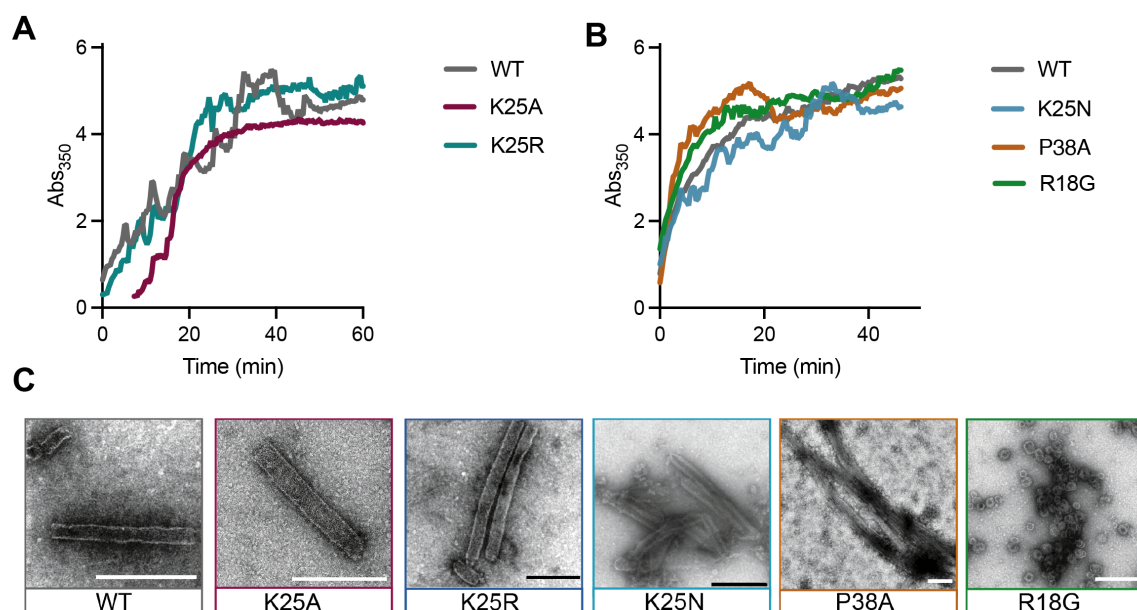 A
6
4
2
0
Abs350
0 20 40 60
Time (min)
WT
K25A
K25R
B
6
4
2
0
Abs350
0 20 40
Time (min)
WT
K25N
P38A
R18G
C
WT K25A K25R K25N P38A R18G